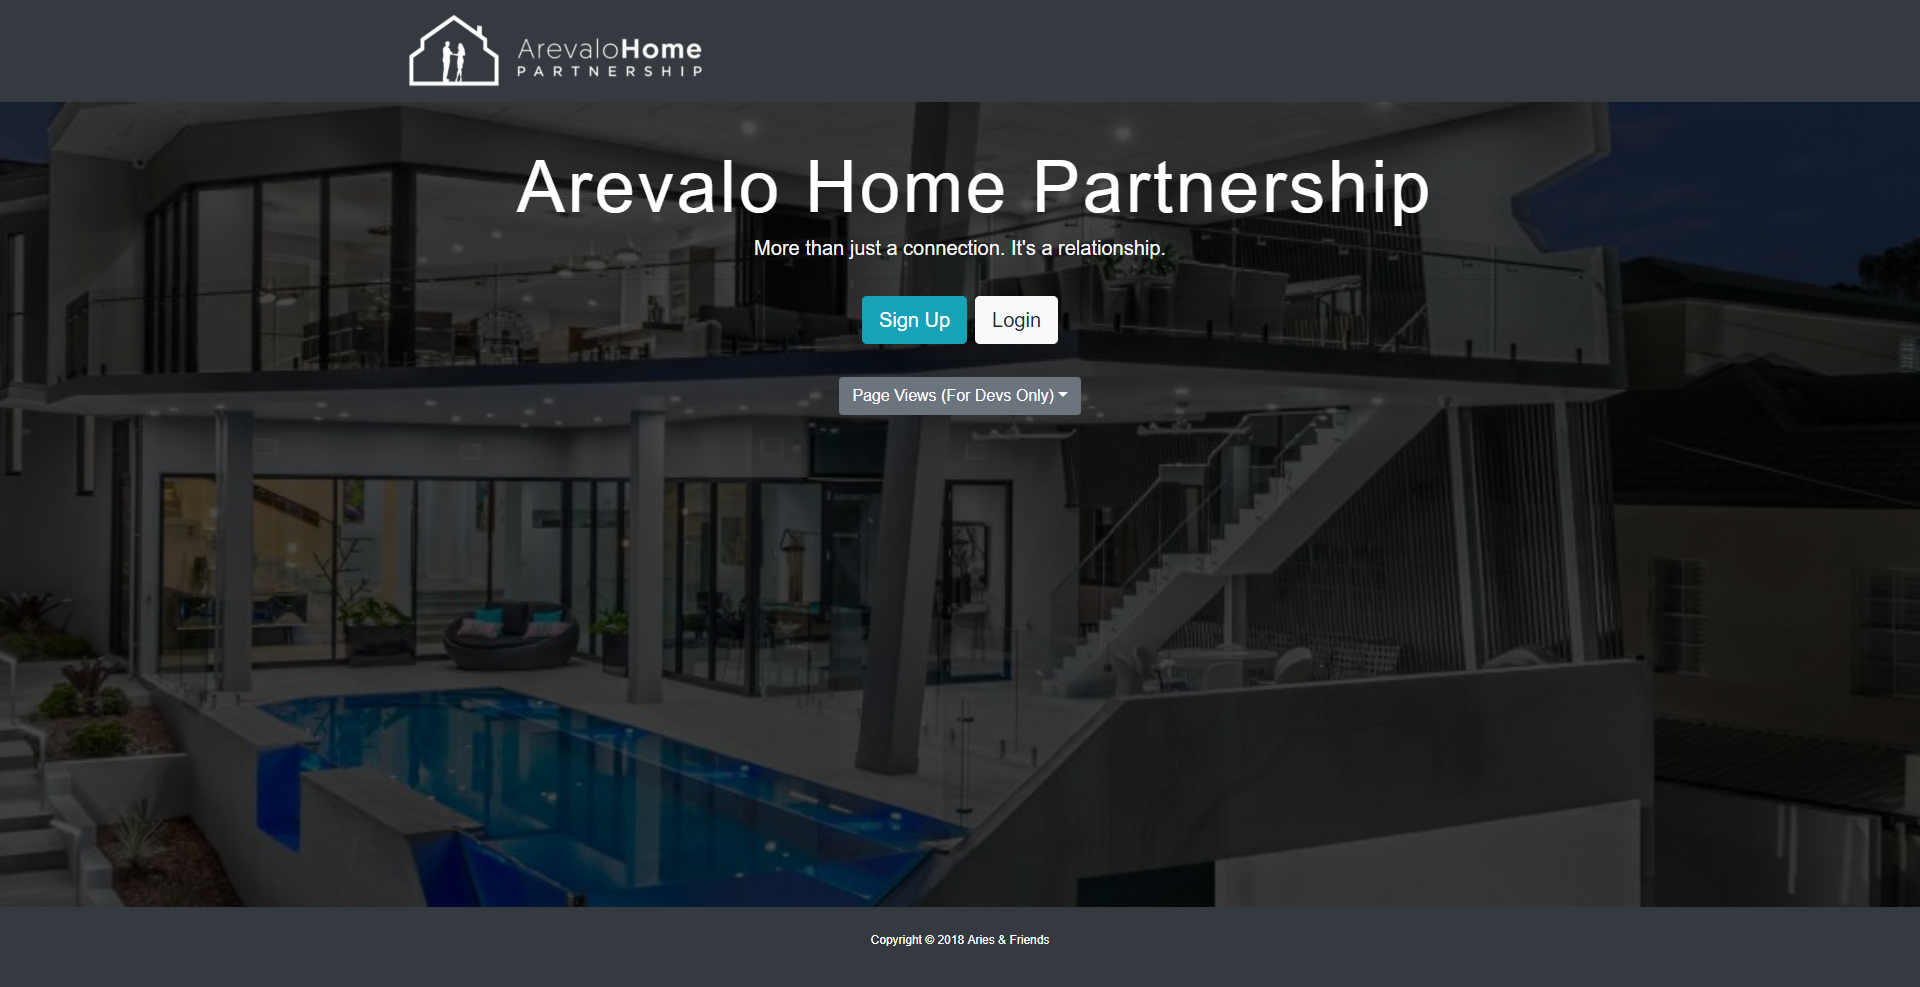 ArevaloHome
PARTNERSHIP
Arevalo Home Partnership
More than just a connection. It's a relationship.
Sign Up Login
Page Views (For Devs Only)
Copyright © 2018 Aries & Friends